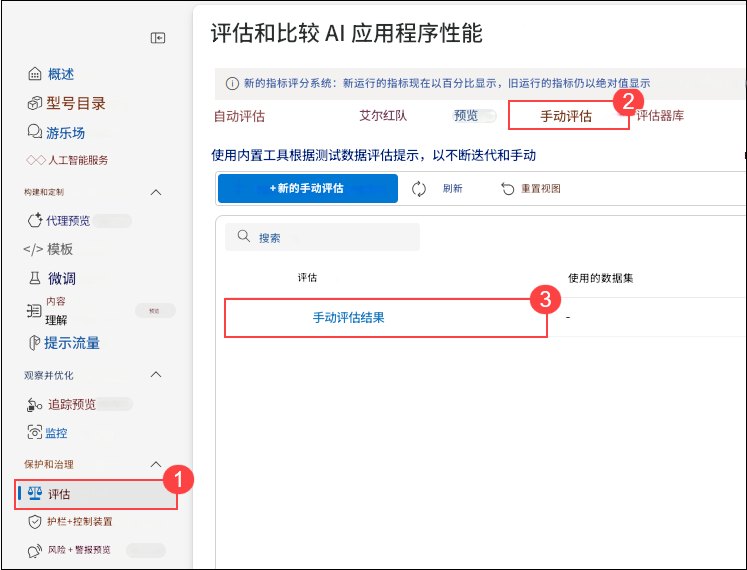 评估和比较 AI 应用程序性能
概述
型号目录
游乐场
人工智能服务
构建和定制
代理预览
</> 模板
微调
内容
理解
预览
提示流量
观察并优化
追踪预览
监控
保护和治理
1
评估
护栏+控制装置
风险 + 警报预览
新的指标评分系统：新运行的指标现在以百分比显示，旧运行的指标仍以绝对值显示
2
自动评估 艾尔红队 预览 手动评估 评估器库
使用内置工具根据测试数据评估提示，以不断迭代和手动
+新的手动评估 刷新 重置视图
搜索
评估 使用的数据集
3
手动评估结果 -